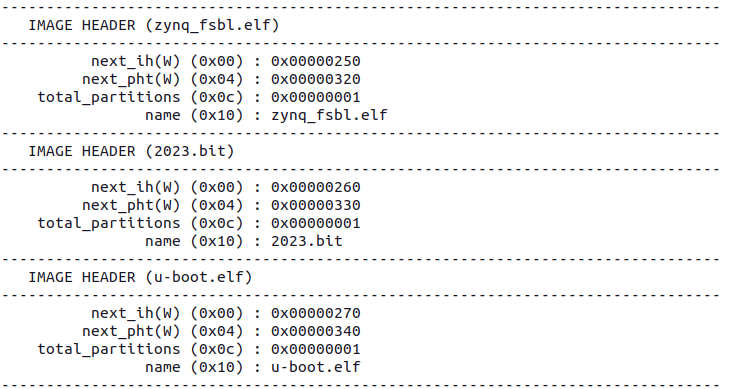 --------------------------------------------------------------------------------
   IMAGE HEADER (zynq_fsbl.elf)
--------------------------------------------------------------------------------
          next_ih(W) (0x00) : 0x00000250
         next_pht(W) (0x04) : 0x00000320
    total_partitions (0x0c) : 0x00000001
                name (0x10) : zynq_fsbl.elf
--------------------------------------------------------------------------------
   IMAGE HEADER (2023.bit)
--------------------------------------------------------------------------------
          next_ih(W) (0x00) : 0x00000260
         next_pht(W) (0x04) : 0x00000330
    total_partitions (0x0c) : 0x00000001
                name (0x10) : 2023.bit
--------------------------------------------------------------------------------
   IMAGE HEADER (u-boot.elf)
--------------------------------------------------------------------------------
          next_ih(W) (0x00) : 0x00000270
         next_pht(W) (0x04) : 0x00000340
    total_partitions (0x0c) : 0x00000001
                name (0x10) : u-boot.elf
--------------------------------------------------------------------------------